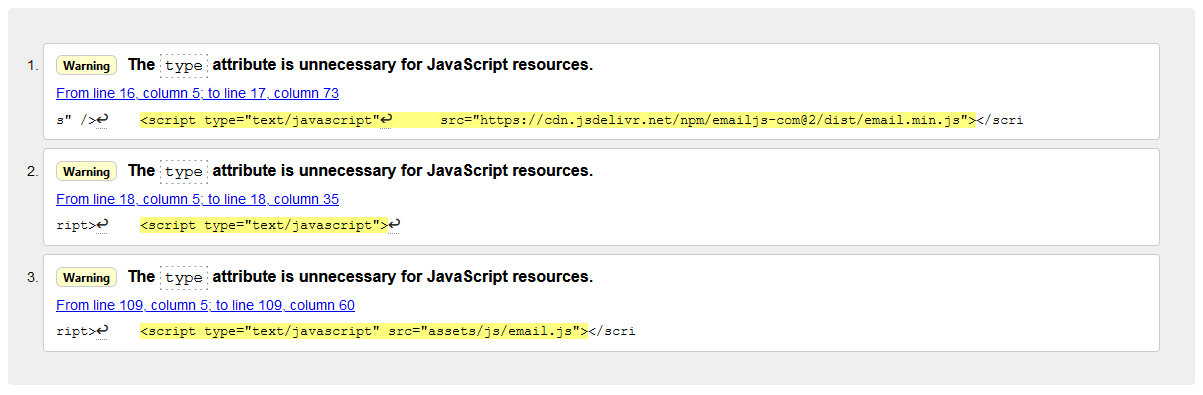 1. Warning The type attribute is unnecessary for JavaScript resources.
From line 16, column 5; to line 17, column 73
s" />↩    <script type="text/javascript"↩      src="https://cdn.jsdelivr.net/npm/emailjs-com@2/dist/email.min.js"></scri
2. Warning The type attribute is unnecessary for JavaScript resources.
From line 18, column 5; to line 18, column 35
ript>↩    <script type="text/javascript">↩
3. Warning The type attribute is unnecessary for JavaScript resources.
From line 109, column 5; to line 109, column 60
ript>↩    <script type="text/javascript" src="assets/js/email.js"></scri